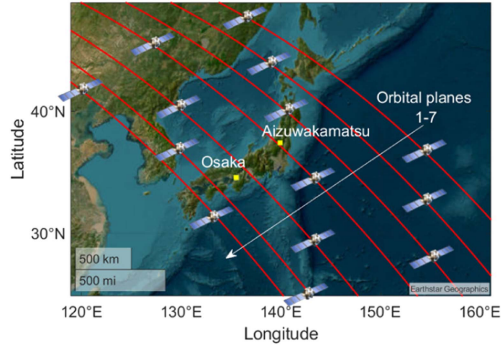 Orbital planes
1-7
Aizuwakamatsu
Osaka
40°N
30°N
Latitude
500 km
500 mi
Earthstar Geographics
120°E
130°E
140°E
150°E
160°E
Longitude